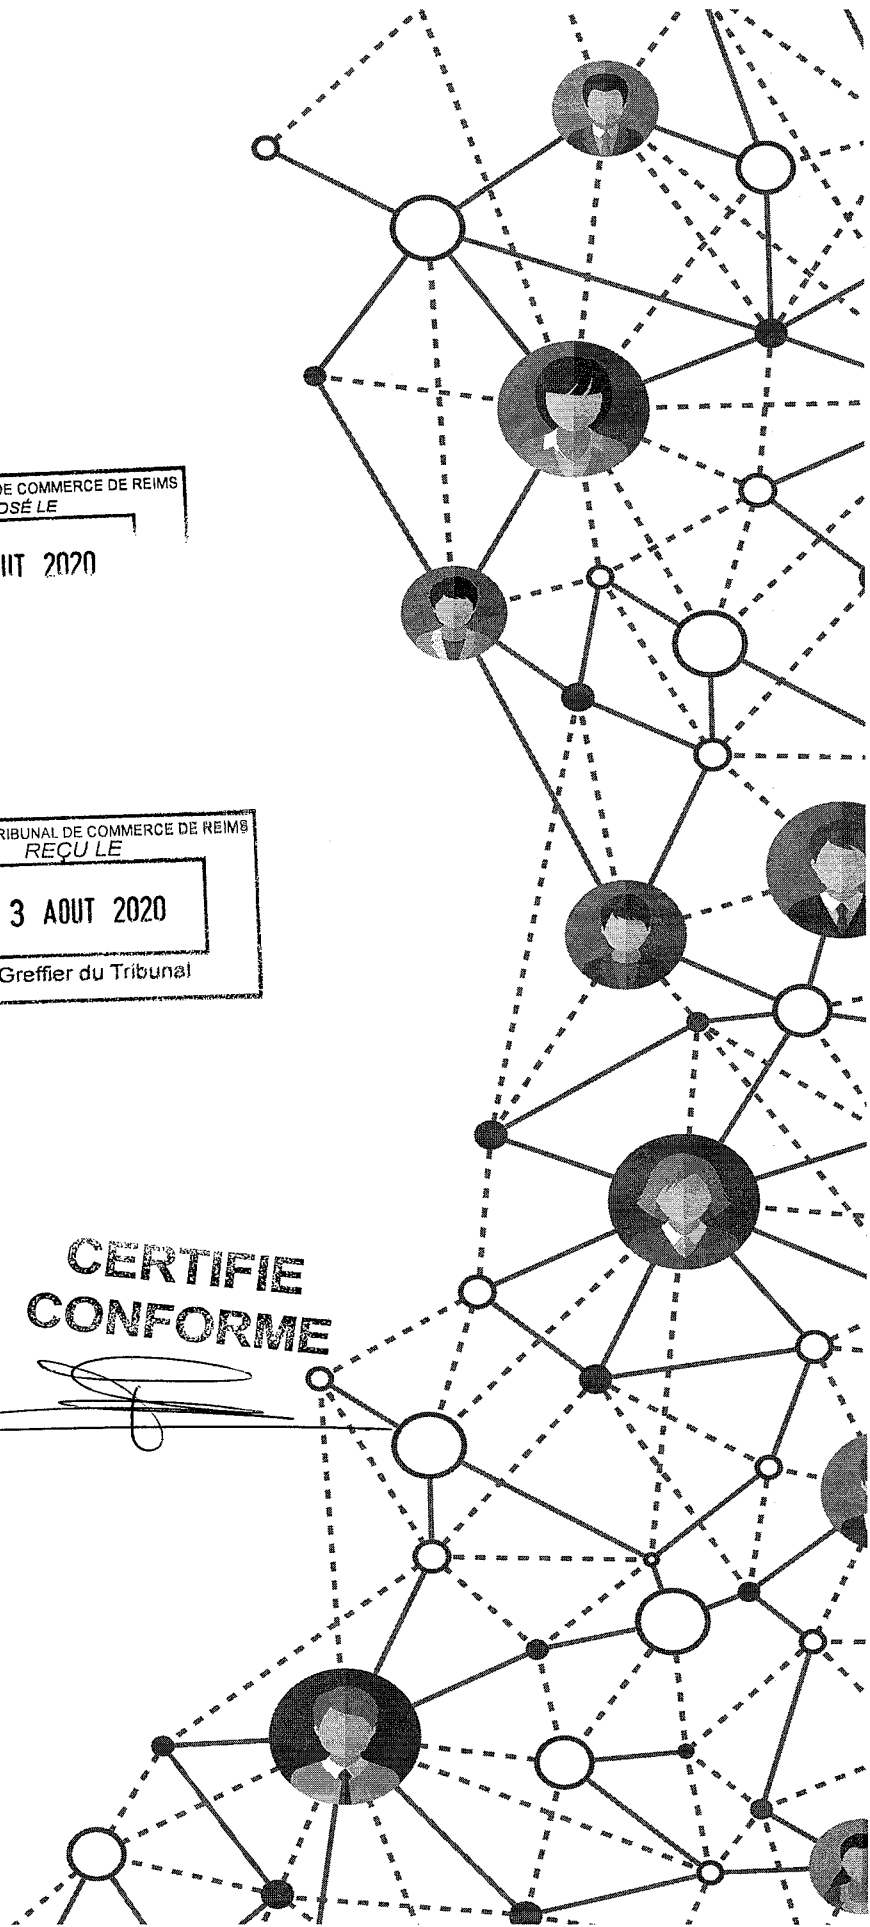 DE COMMERCE DE REIMS
OSÉ LE
2020
RIBUNAL DE COMMERCE DE REIMS
REÇU LE
3 AOUT 2020
Greffier du Tribunal
CERTIFIE
CONFORME